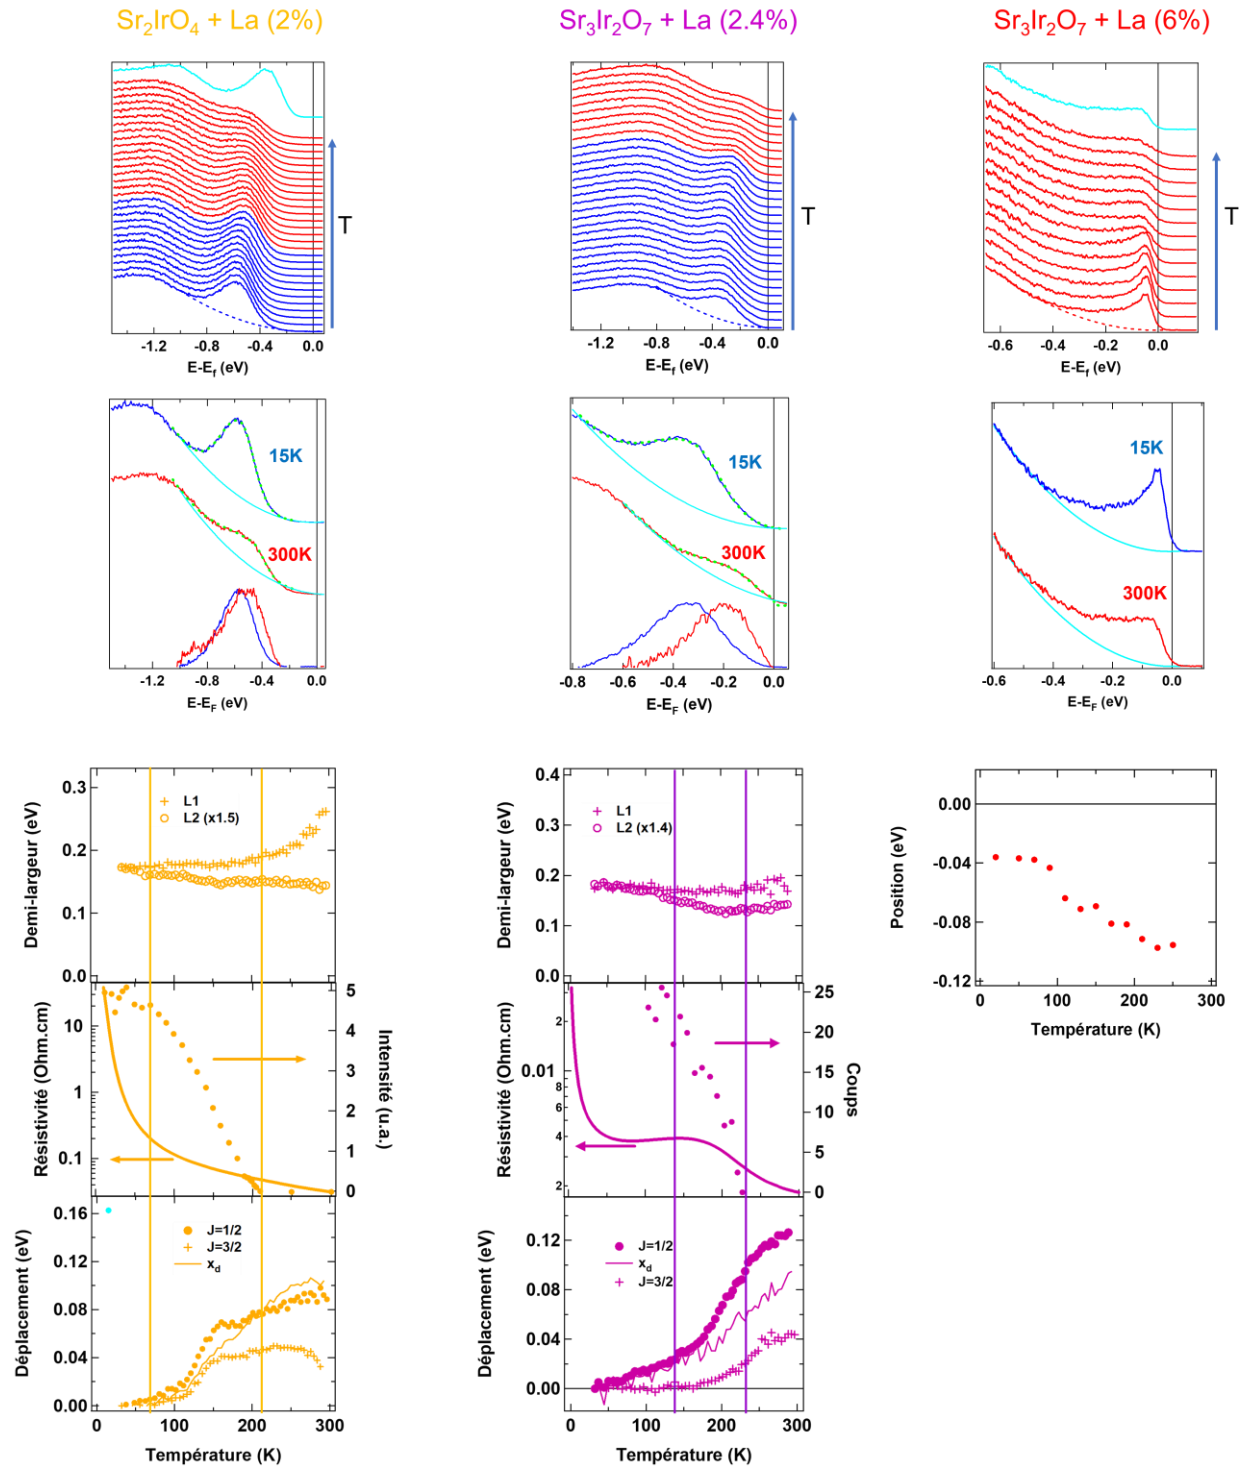 Sr2IrO4 + La (2%)
Sr3Ir2O7 + La (2.4%)
Sr3Ir2O7 + La (6%)
T
T
T
-1.2 -0.8 -0.4 0.0
E-Ef (eV)
-1.2 -0.8 -0.4 0.0
E-Ef (eV)
-0.6 -0.4 -0.2 0.0
E-Ef (eV)
15K
300K
-1.2 -0.8 -0.4 0.0
E-EF (eV)
15K
300K
-0.8 -0.6 -0.4 -0.2 0.0
E-EF (eV)
15K
300K
-0.6 -0.4 -0.2 0.0
E-EF (eV)
Demi-largeur (eV)
0.3
0.2
0.1
0.0
L1
L2 (x1.5)
Résistivité (Ohm.cm)
10
1
0.1
5
4
3
2
1
0
Intensité (u.a.)
Déplacement (eV)
0.16
0.12
0.08
0.04
0.00
J=1/2
J=3/2
xd
0 100 200 300
Température (K)
Demi-largeur (eV)
0.4
0.3
0.2
0.1
0.0
L1
L2 (x1.4)
Résistivité (Ohm.cm)
2
0.01
8
6
4
2
25
20
15
10
5
0
Coups
Déplacement (eV)
0.12
0.08
0.04
0.00
J=1/2
xd
J=3/2
0 100 200 300
Température (K)
Position (eV)
0.00
-0.04
-0.08
-0.12
0 100 200 300
Température (K)